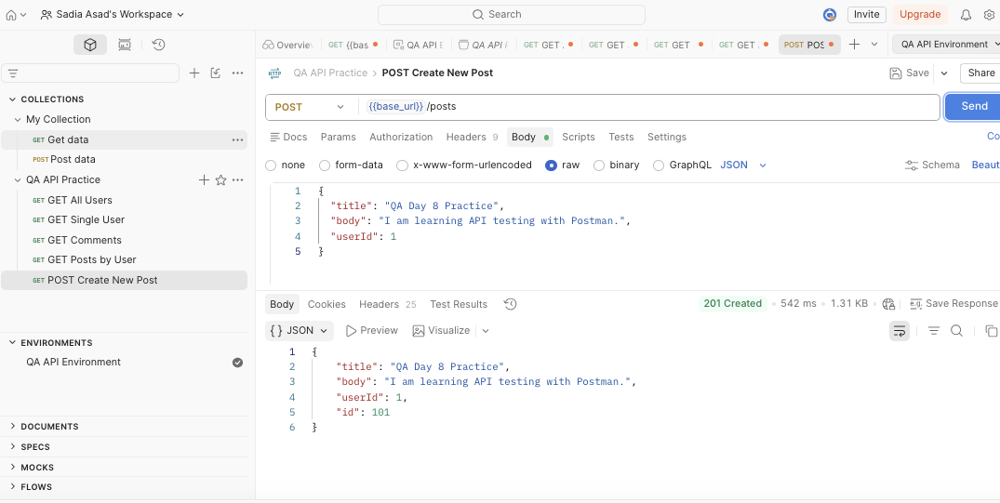 Sadia Asad's Workspace
Search
Invite
Upgrade
Overvie
GET {{bas
QA API E
QA API /
GET .
GET
GET
GET .
POST POS
QA API Environment
QA API Practice > POST Create New Post
Save
Share
COLLECTIONS
My Collection
GET Get data
POST Post data
QA API Practice
GET GET All Users
GET GET Single User
GET GET Comments
GET GET Posts by User
GET POST Create New Post
ENVIRONMENTS
QA API Environment
DOCUMENTS
SPECS
MOCKS
FLOWS
HTTP
POST
{{base_url}} /posts
Send
Docs Params Authorization Headers 9 Body Scripts Tests Settings
Co
none form-data x-www-form-urlencoded raw binary GraphQL JSON
Schema
Beaut
1 {
2 "title": "QA Day 8 Practice",
3 "body": "I am learning API testing with Postman.",
4 "userId": 1
5 }
Body Cookies Headers 25 Test Results
201 Created • 542 ms • 1.31 KB
e.g. Save Response
{} JSON
Preview
Visualize
1 {
2 "title": "QA Day 8 Practice",
3 "body": "I am learning API testing with Postman.",
4 "userId": 1,
5 "id": 101
6 }